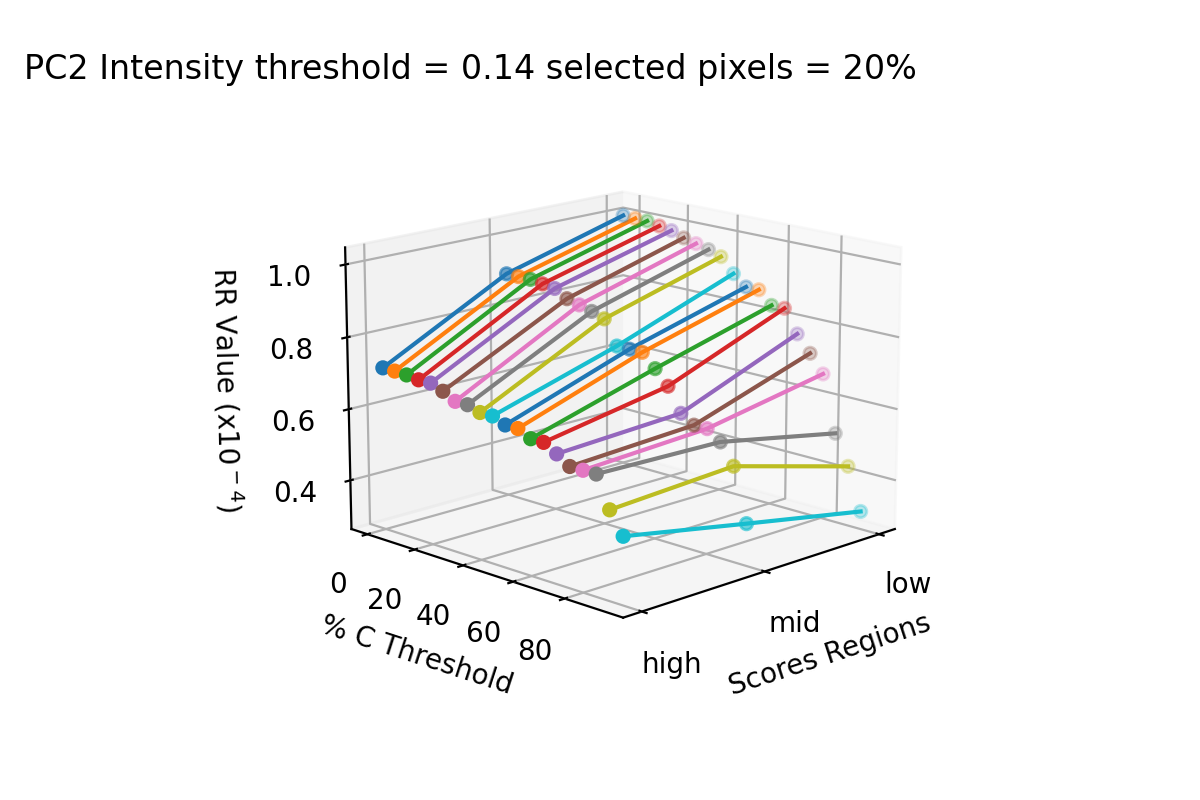 PC2 Intensity threshold = 0.14 selected pixels = 20%
RR Value (x10⁻⁴)
1.0
0.8
0.6
0.4
0
20
40
60
80
% C Threshold
high
mid
low
Scores Regions